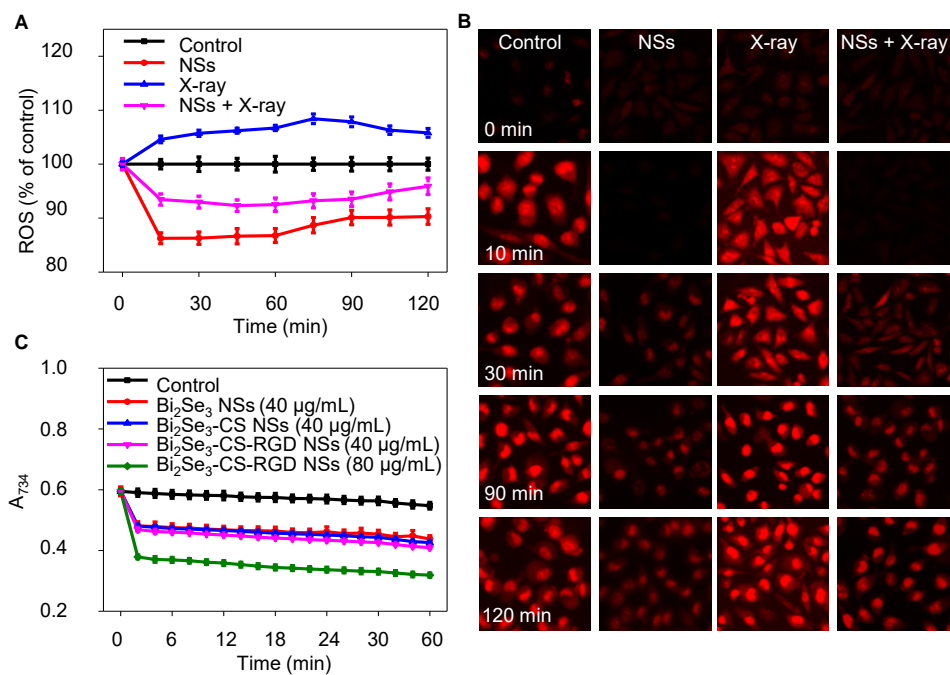 A
120
110
100
90
80
ROS (% of control)
Control
NSs
X-ray
NSs + X-ray
0 30 60 90 120
Time (min)
B
Control NSs X-ray NSs + X-ray
0 min
10 min
30 min
90 min
120 min
C
1.0
0.8
0.6
0.4
0.2
A₇₃₄
Control
Bi₂Se₃ NSs (40 µg/mL)
Bi₂Se₃-CS NSs (40 µg/mL)
Bi₂Se₃-CS-RGD NSs (40 µg/mL)
Bi₂Se₃-CS-RGD NSs (80 µg/mL)
0 6 12 18 24 30 60
Time (min)